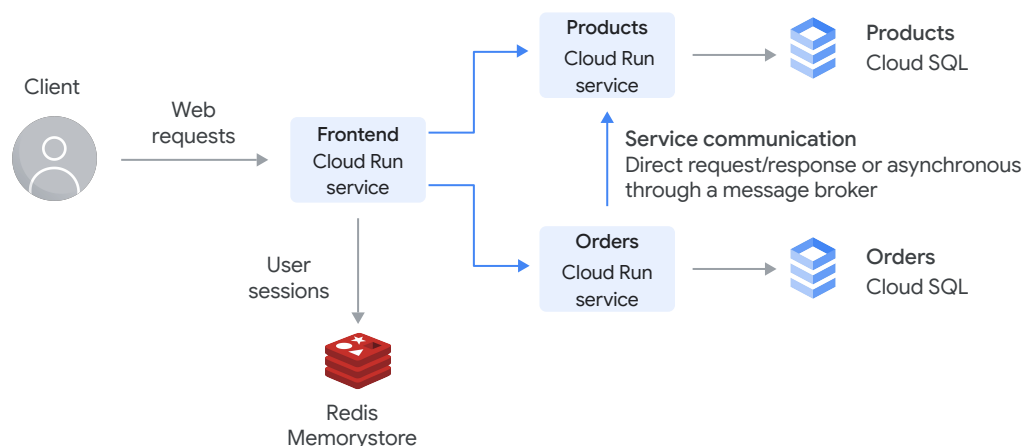 Client
Web
requests
Frontend
Cloud Run
service
User
sessions
Redis
Memorystore
Products
Cloud Run
service
Products
Cloud SQL
Service communication
Direct request/response or asynchronous
through a message broker
Orders
Cloud Run
service
Orders
Cloud SQL